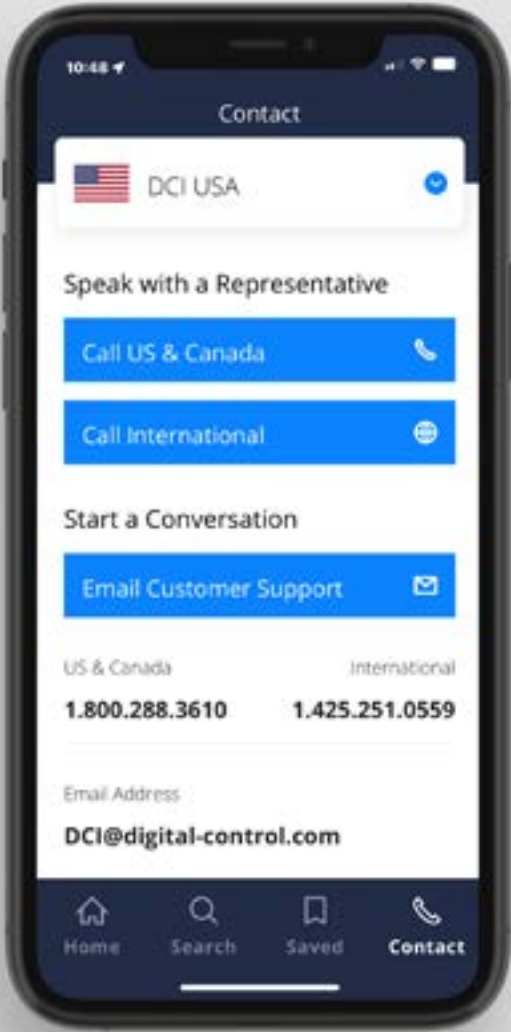 10:48
Contact
DCI USA
Speak with a Representative
Call US & Canada
Call International
Start a Conversation
Email Customer Support
US & Canada International
1.800.288.3610 1.425.251.0559
Email Address
DCI@digital-control.com
Home Search Saved Contact